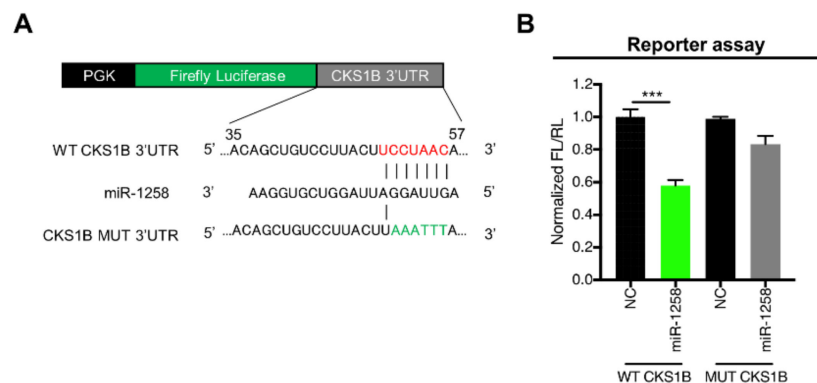 A
PGK Firefly Luciferase CKS1B 3'UTR
35 57
WT CKS1B 3'UTR 5' ...ACAGCUGUCCUUACUUCCUAACA... 3'
miR-1258 3' AAGGUGCUGGAUUAGGAUUGA 5'
CKS1B MUT 3'UTR 5' ...ACAGCUGUCCUUACUUAAATTTA... 3'
B
Reporter assay
Normalized FL/RL
1.2
1.0
0.8
0.6
0.4
0.2
0.0
***
NC
miR-1258
NC
miR-1258
WT CKS1B MUT CKS1B